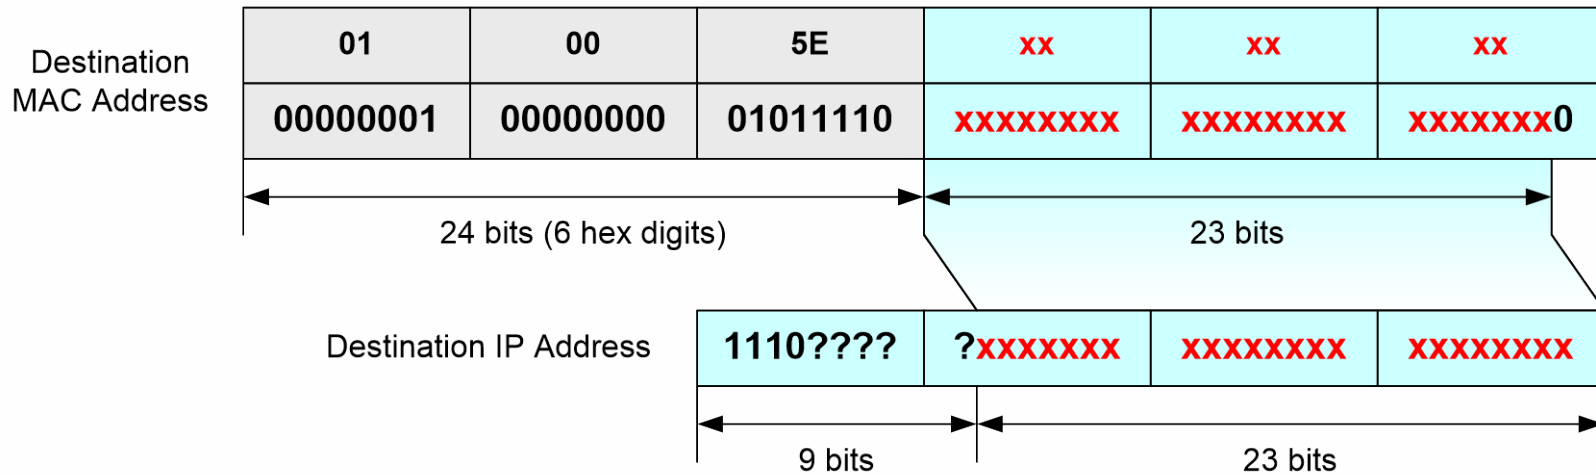 01 00 5E xx xx xx
Destination
MAC Address
00000001 00000000 01011110 xxxxxxxx xxxxxxxx xxxxxxx0
24 bits (6 hex digits) 23 bits
Destination IP Address 1110???? ?xxxxxxx xxxxxxxx xxxxxxxx
9 bits 23 bits